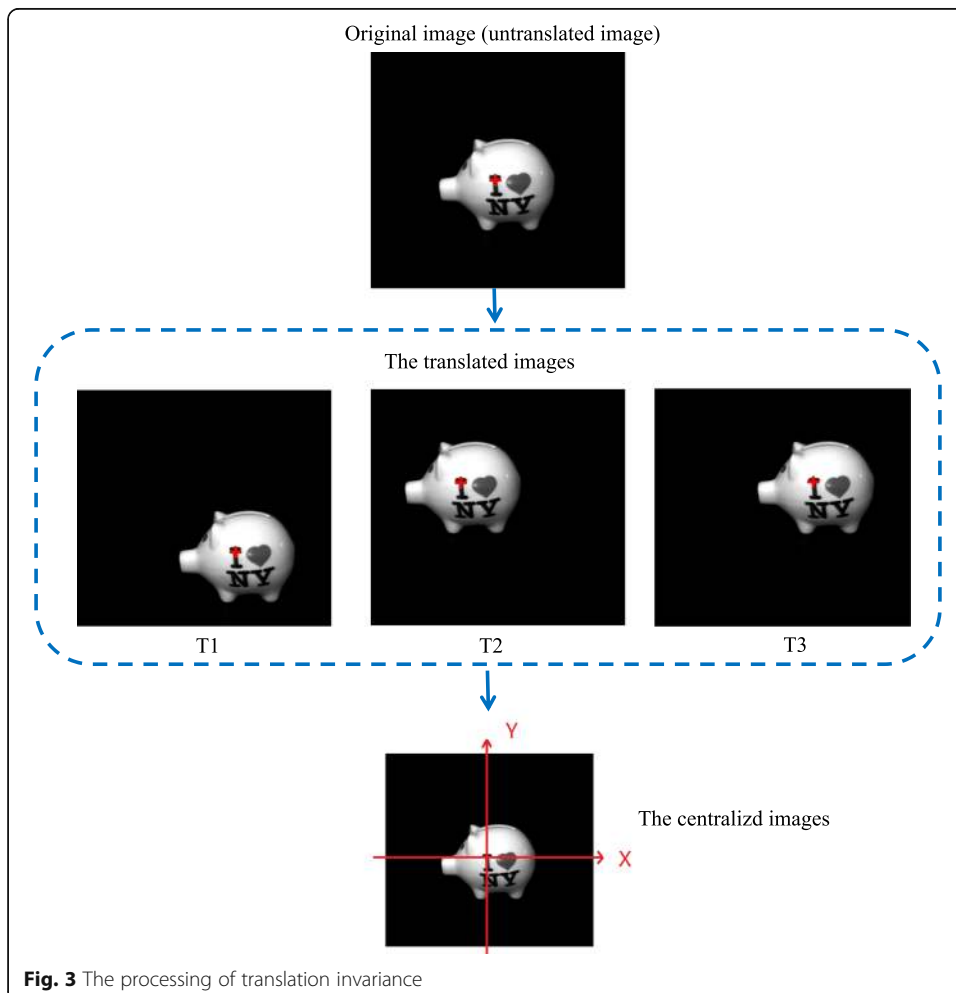 Original image (untranslated image)
I
NY
The translated images
I
NY
I
NY
I
NY
T1
T2
T3
Y
The centralizd images
X
I
NY
Fig. 3 The processing of translation invariance